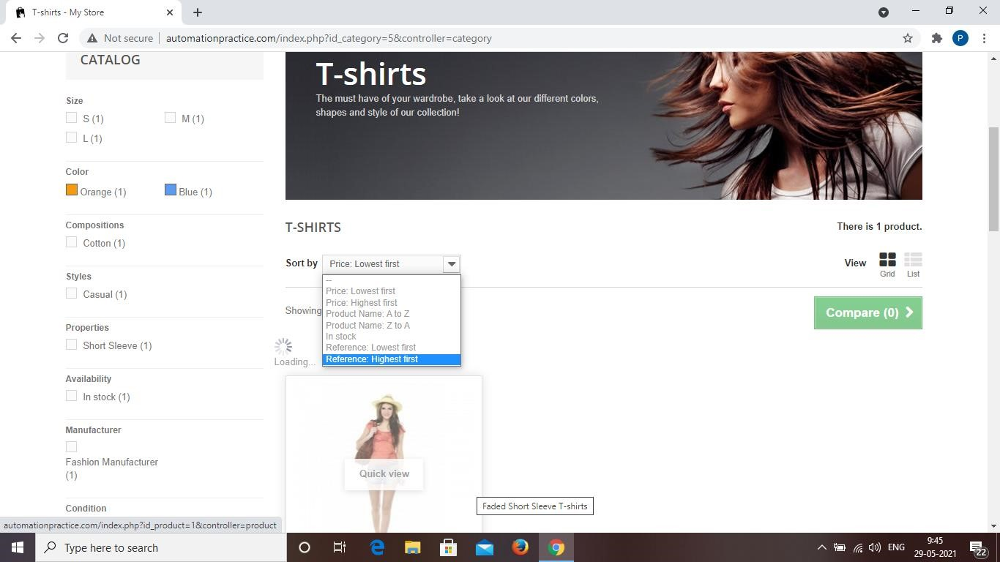 T-shirts - My Store
Not secure
automationpractice.com/index.php?id_category=5&controller=category
P
CATALOG
Size
S (1)
M (1)
L (1)
Color
Orange (1)
Blue (1)
Compositions
Cotton (1)
Styles
Casual (1)
Properties
Short Sleeve (1)
Availability
In stock (1)
Manufacturer
Fashion Manufacturer
(1)
Condition
T-shirts
The must have of your wardrobe, take a look at our different colors,
shapes and style of our collection!
T-SHIRTS
There is 1 product.
Sort by
Price: Lowest first
View
Grid
List
--
Price: Lowest first
Price: Highest first
Product Name: A to Z
Product Name: Z to A
In stock
Reference: Lowest first
Reference: Highest first
Showing
Compare (0)
Loading...
Quick view
Faded Short Sleeve T-shirts
automationpractice.com/index.php?id_product=1&controller=product
Type here to search
ENG
9:45
29-05-2021
22